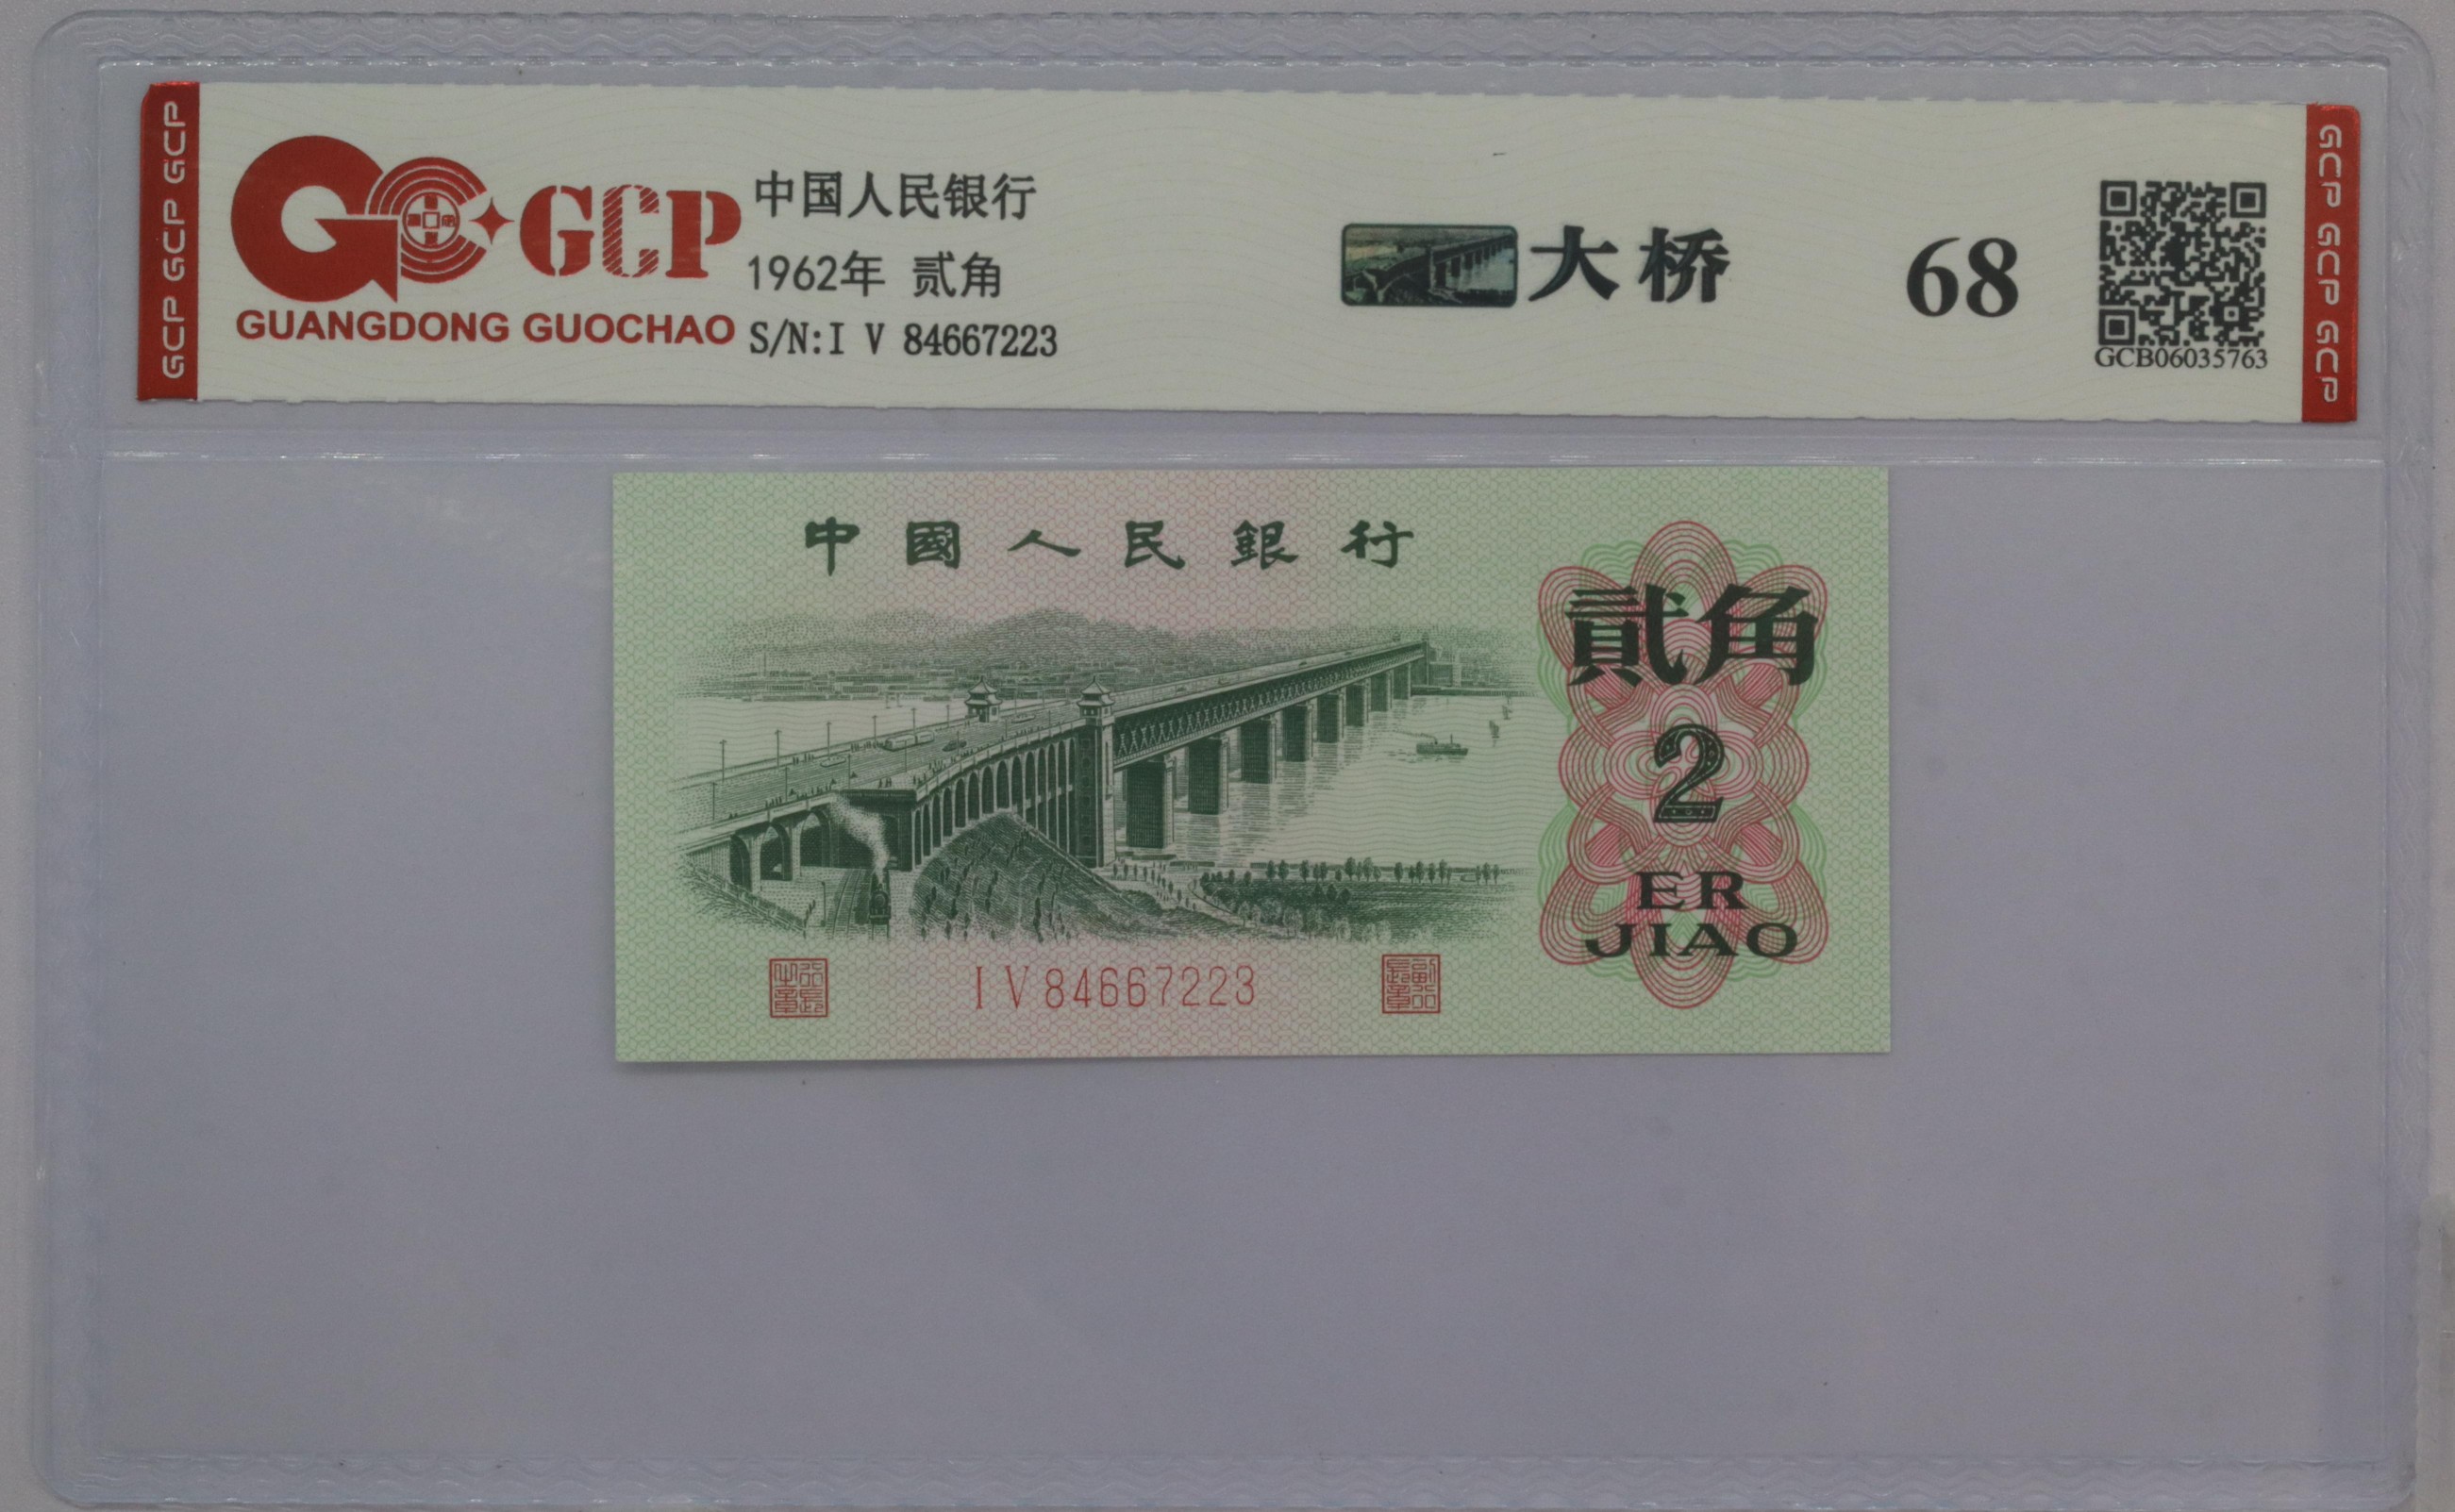 GCP GCP GCP
GCP
GUANGDONG GUOCHAO
中国人民银行
1962年 贰角
S/N:I V 84667223
大桥
68
GCB06035763
GCP GCP GCP
中國人民銀行
貳角
2
ER
JIAO
I V 84667223